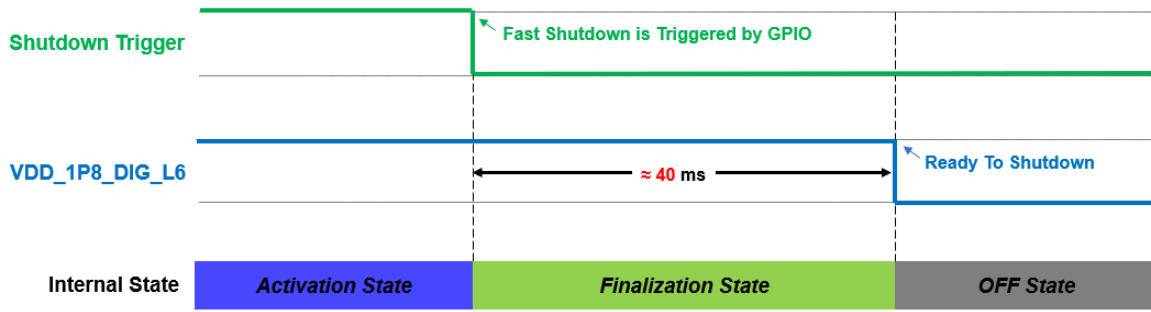 Shutdown Trigger
Fast Shutdown is Triggered by GPIO
VDD_1P8_DIG_L6
≈ 40 ms
Ready To Shutdown
Internal State
Activation State
Finalization State
OFF State